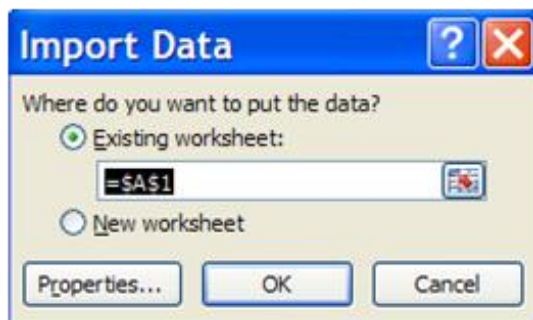 Import Data
Where do you want to put the data?
Existing worksheet:
=$A$1
New worksheet
Properties... OK Cancel